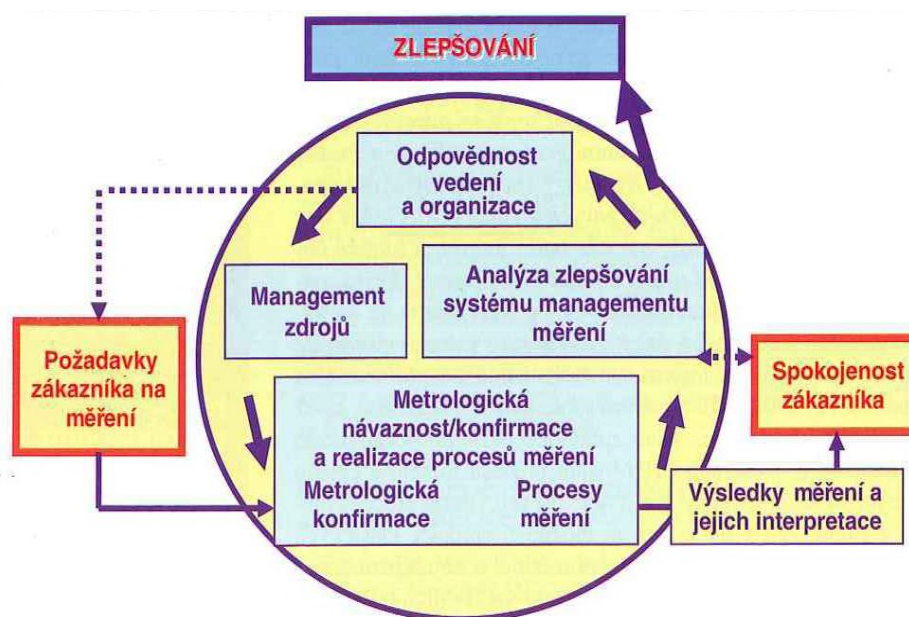 ZLEPŠOVÁNÍ
Odpovědnost
vedení
a organizace
Management
zdrojů
Analýza zlepšování
systému managementu
měření
Požadavky
zákazníka na
měření
Spokojenost
zákazníka
Metrologická
návaznost/konfirmace
a realizace procesů měření
Metrologická
konfirmace
Procesy
měření
Výsledky měření a
jejich interpretace